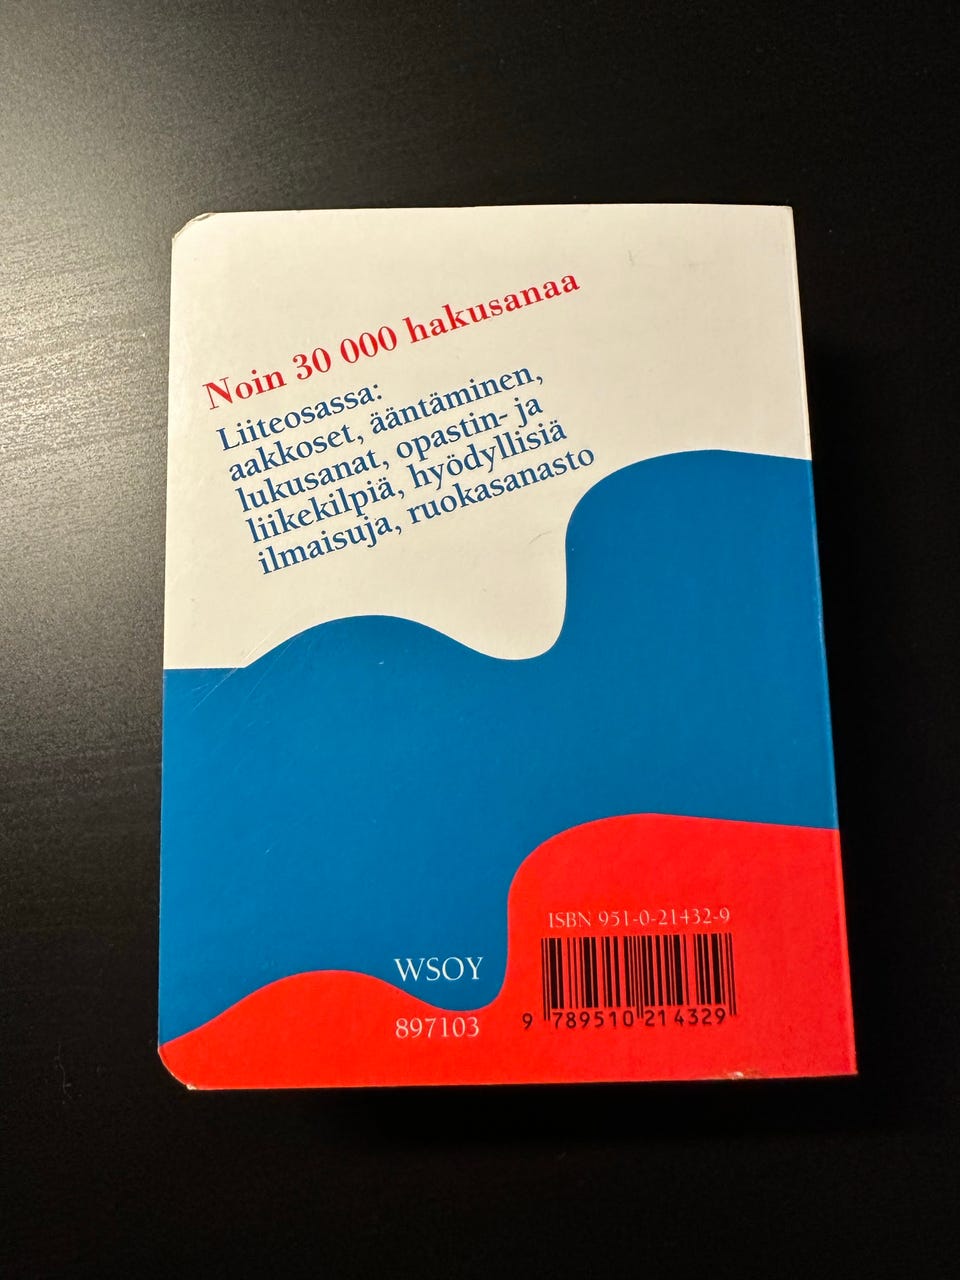 Noin 30 000 hakusanaa
Liiteosassa:
aakkoset, ääntäminen,
lukusanat, opastin- ja
liikekilpiä, hyödyllisiä
ilmaisuja, ruokasanasto
WSOY
897103
ISBN 951-0-21432-9
9 789510 214329